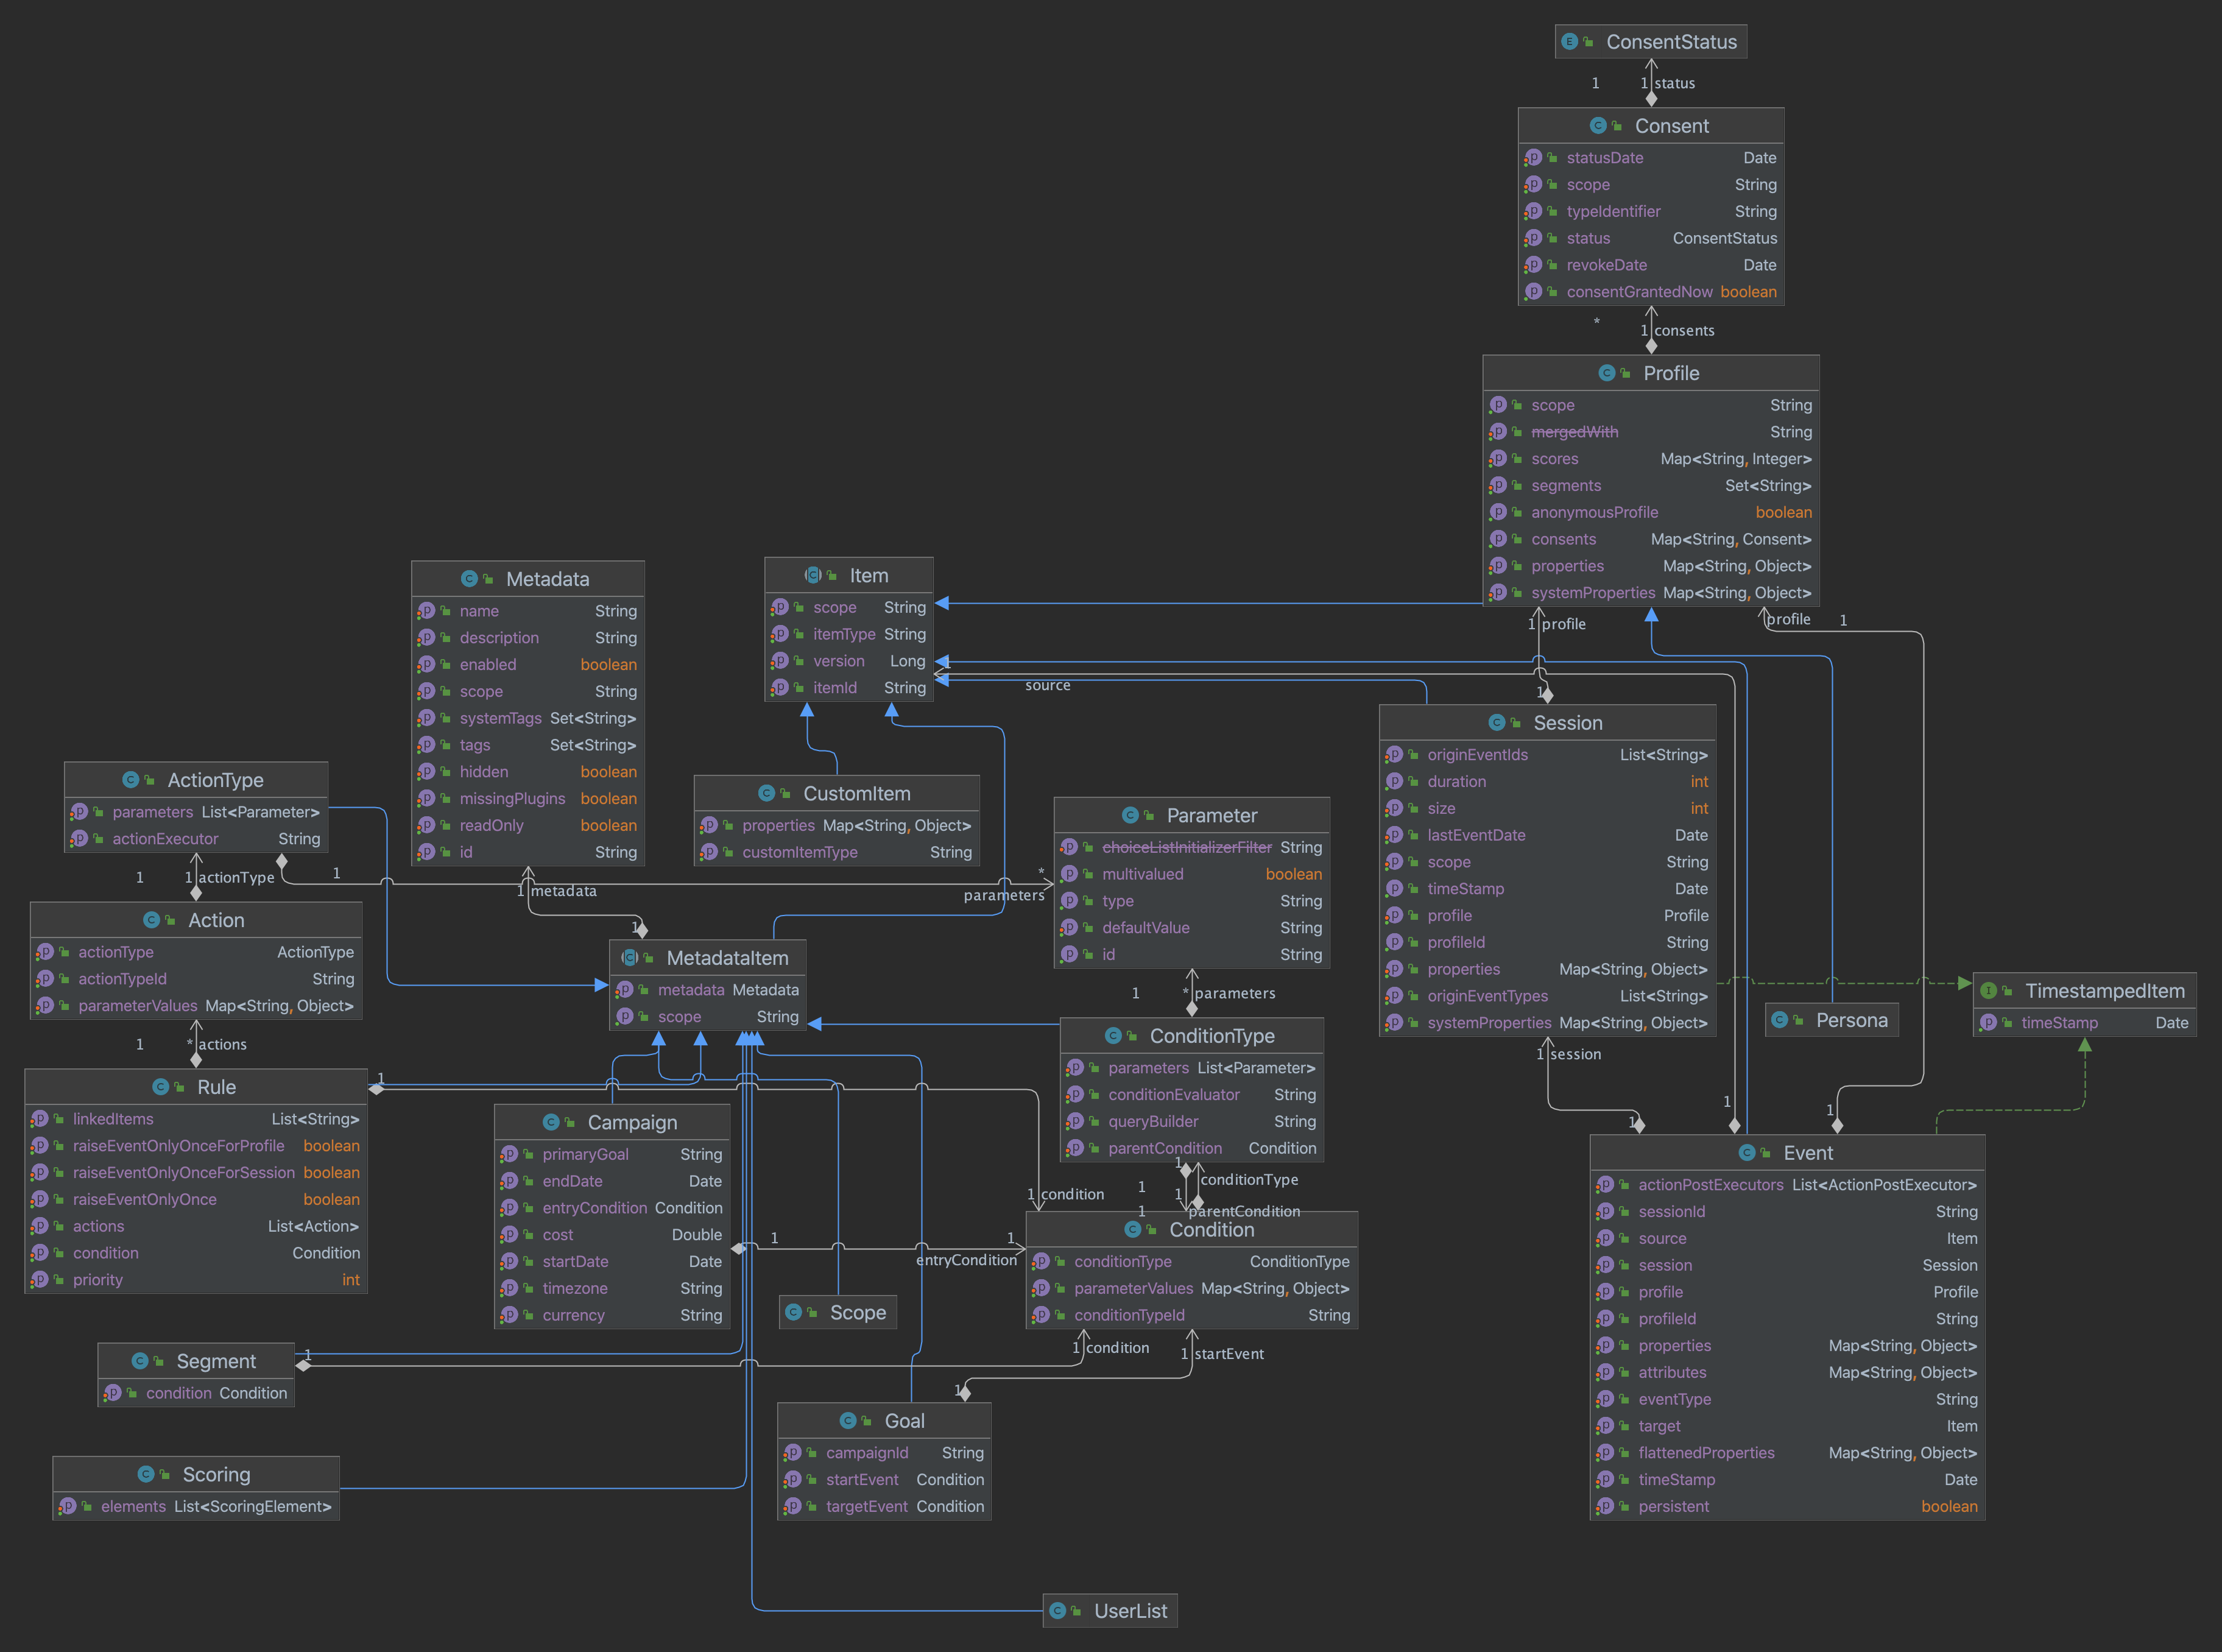 ConsentStatus
1 1 status
Consent
statusDate Date
scope String
typeIdentifier String
status ConsentStatus
revokeDate Date
consentGrantedNow boolean
*
1 consents
Profile
scope String
mergedWith String
scores Map<String, Integer>
segments Set<String>
anonymousProfile boolean
consents Map<String, Consent>
properties Map<String, Object>
systemProperties Map<String, Object>
1 profile
profile 1
Metadata
name String
description String
enabled boolean
scope String
systemTags Set<String>
tags Set<String>
hidden boolean
missingPlugins boolean
readOnly boolean
id String
1 metadata
Item
scope String
itemType String
version Long
itemId String
1
source
1
Session
originEventIds List<String>
duration int
size int
lastEventDate Date
scope String
timeStamp Date
profile Profile
profileId String
properties Map<String, Object>
originEventTypes List<String>
systemProperties Map<String, Object>
1 session
ActionType
parameters List<Parameter>
actionExecutor String
1 1 actionType
1
CustomItem
properties Map<String, Object>
customItemType String
Parameter
choiceListInitializerFilter String
multivalued boolean
type String
defaultValue String
id String
*
parameters
1 * parameters
Action
actionType ActionType
actionTypeId String
parameterValues Map<String, Object>
1 * actions
1
MetadataItem
metadata Metadata
scope String
Persona
TimestampedItem
timeStamp Date
ConditionType
parameters List<Parameter>
conditionEvaluator String
queryBuilder String
parentCondition Condition
1
1 1 conditionType
1 parentCondition
Rule
linkedItems List<String>
raiseEventOnlyOnceForProfile boolean
raiseEventOnlyOnceForSession boolean
raiseEventOnlyOnce boolean
actions List<Action>
condition Condition
priority int
1
1 condition
Campaign
primaryGoal String
endDate Date
entryCondition Condition
cost Double
startDate Date
timezone String
currency String
1 1
entryCondition
Condition
conditionType ConditionType
parameterValues Map<String, Object>
conditionTypeId String
1 condition
1 startEvent
1
1
1
Event
actionPostExecutors List<ActionPostExecutor>
sessionId String
source Item
session Session
profile Profile
profileId String
properties Map<String, Object>
attributes Map<String, Object>
eventType String
target Item
flattenedProperties Map<String, Object>
timeStamp Date
persistent boolean
Scope
Segment
condition Condition
1
1
Goal
campaignId String
startEvent Condition
targetEvent Condition
Scoring
elements List<ScoringElement>
UserList